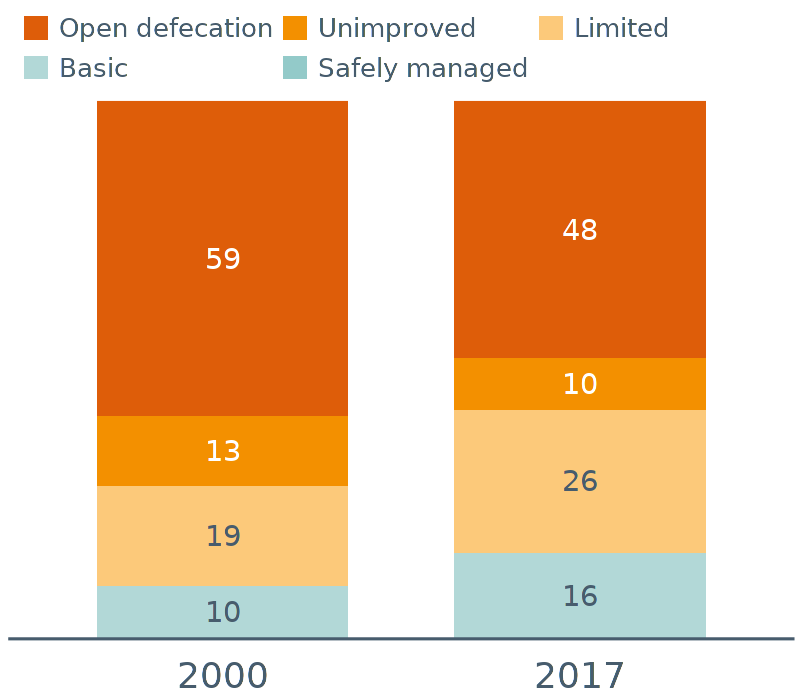 Open defecation Unimproved Limited
Basic Safely managed
59 48
13 10
19 26
10 16
2000 2017